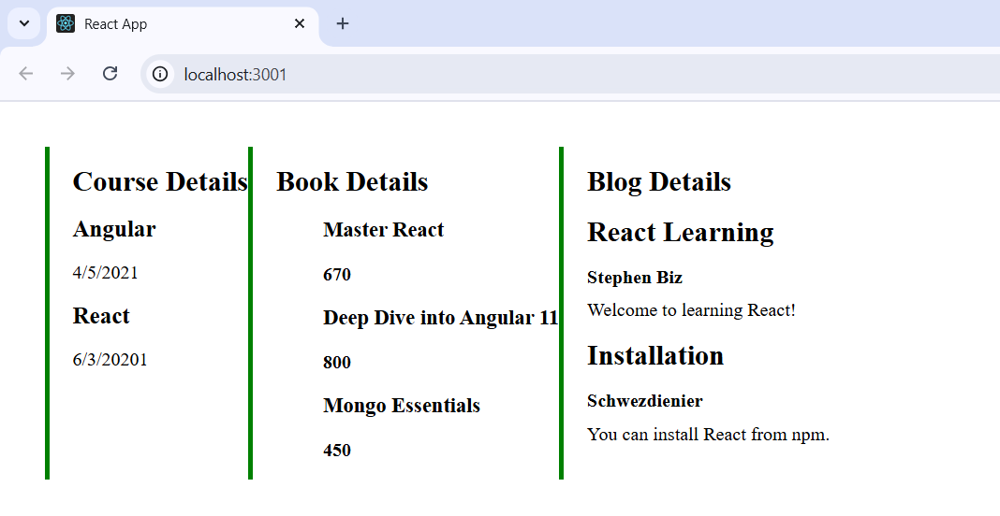 React App
localhost:3001
Course Details
Angular
4/5/2021
React
6/3/20201
Book Details
Master React
670
Deep Dive into Angular 11
800
Mongo Essentials
450
Blog Details
React Learning
Stephen Biz
Welcome to learning React!
Installation
Schwezdienier
You can install React from npm.